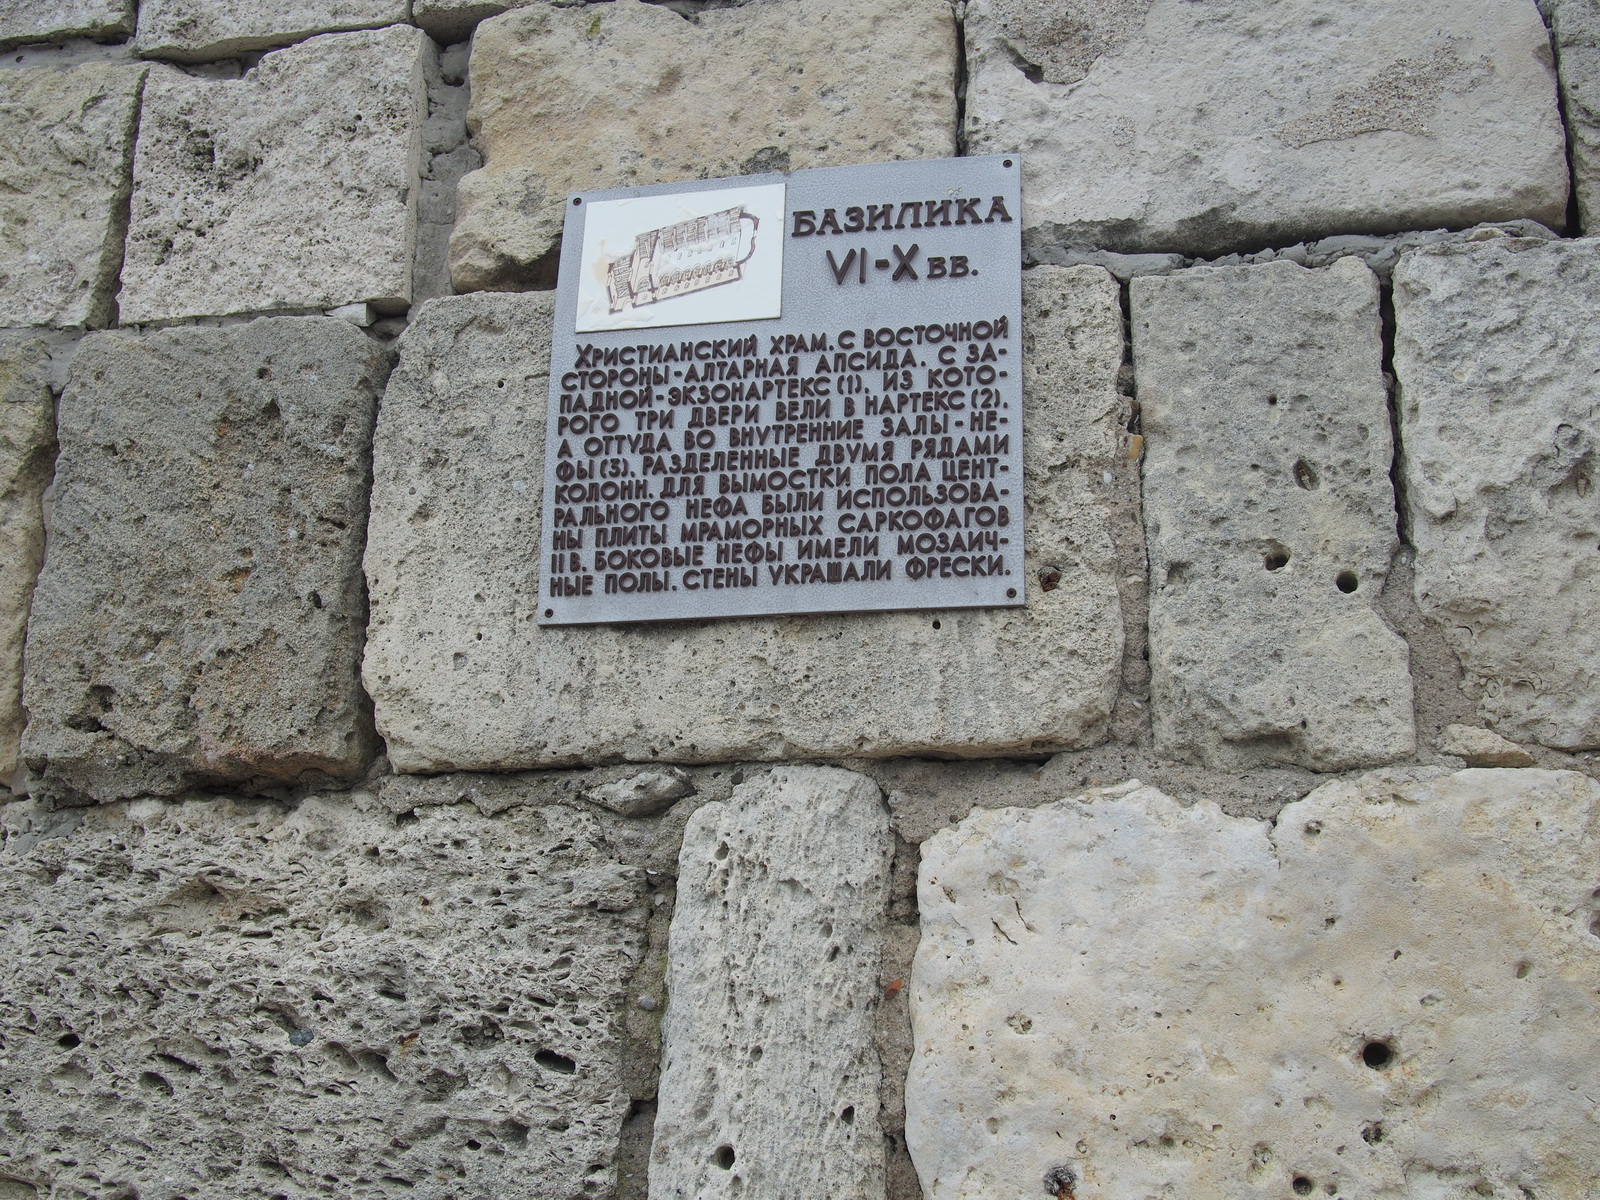 БАЗИЛИКА
VI-X вв.
ХРИСТИАНСКИЙ ХРАМ. С ВОСТОЧНОЙ
СТОРОНЫ-АЛТАРНАЯ АПСИДА. С ЗА-
ПАДНОЙ-ЭКЗОНАРТЕКС (1). ИЗ КОТО-
РОГО ТРИ ДВЕРИ ВЕЛИ В НАРТЕКС (2).
А ОТТУДА ВО ВНУТРЕННИЕ ЗАЛЫ-НЕ-
ФЫ (3). РАЗДЕЛЕННЫЕ ДВУМЯ РЯДАМИ
КОЛОНН. ДЛЯ ВЫМОСТКИ ПОЛА ЦЕНТ-
РАЛЬНОГО НЕФА БЫЛИ ИСПОЛЬЗОВА-
НЫ ПЛИТЫ МРАМОРНЫХ САРКОФАГОВ
II В. БОКОВЫЕ НЕФЫ ИМЕЛИ МОЗАИЧ-
НЫЕ ПОЛЫ. СТЕНЫ УКРАШАЛИ ФРЕСКИ.